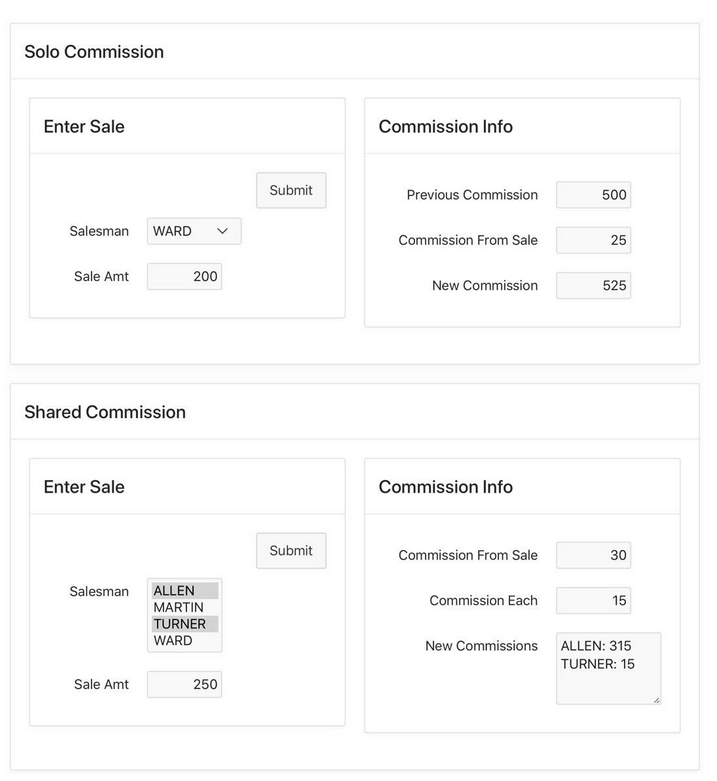 Solo Commission
Enter Sale
Submit
Salesman WARD
Sale Amt 200
Commission Info
Previous Commission 500
Commission From Sale 25
New Commission 525
Shared Commission
Enter Sale
Submit
Salesman ALLEN
MARTIN
TURNER
WARD
Sale Amt 250
Commission Info
Commission From Sale 30
Commission Each 15
New Commissions ALLEN: 315
TURNER: 15